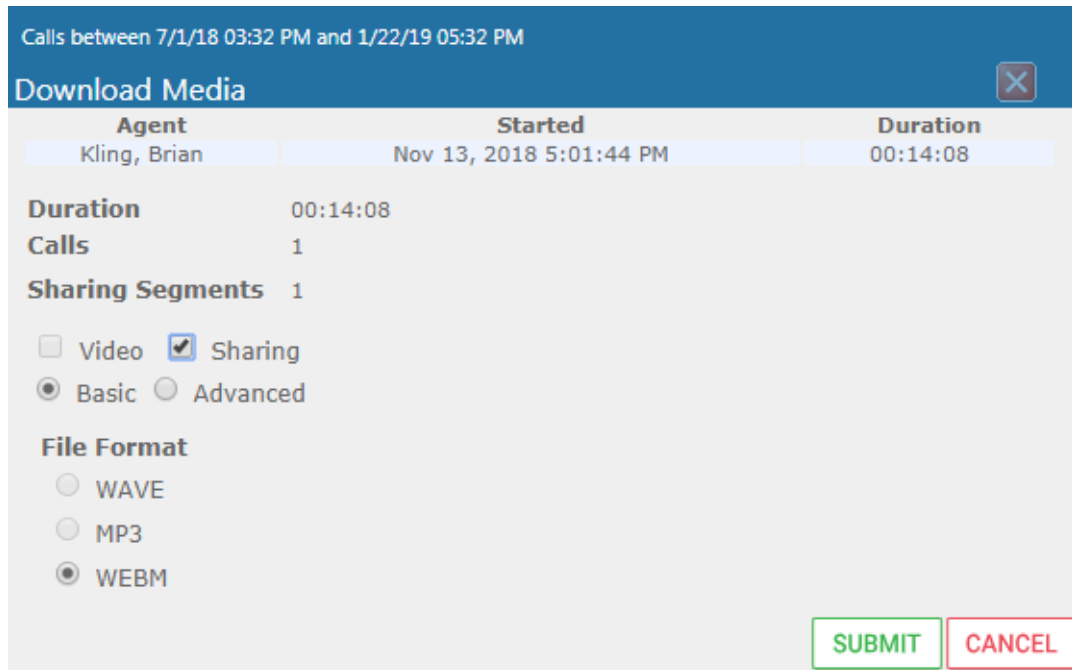 Calls between 7/1/18 03:32 PM and 1/22/19 05:32 PM
Download Media
Agent Started Duration
Kling, Brian Nov 13, 2018 5:01:44 PM 00:14:08
Duration 00:14:08
Calls 1
Sharing Segments 1
Video Sharing
Basic Advanced
File Format
WAVE
MP3
WEBM
SUBMIT CANCEL